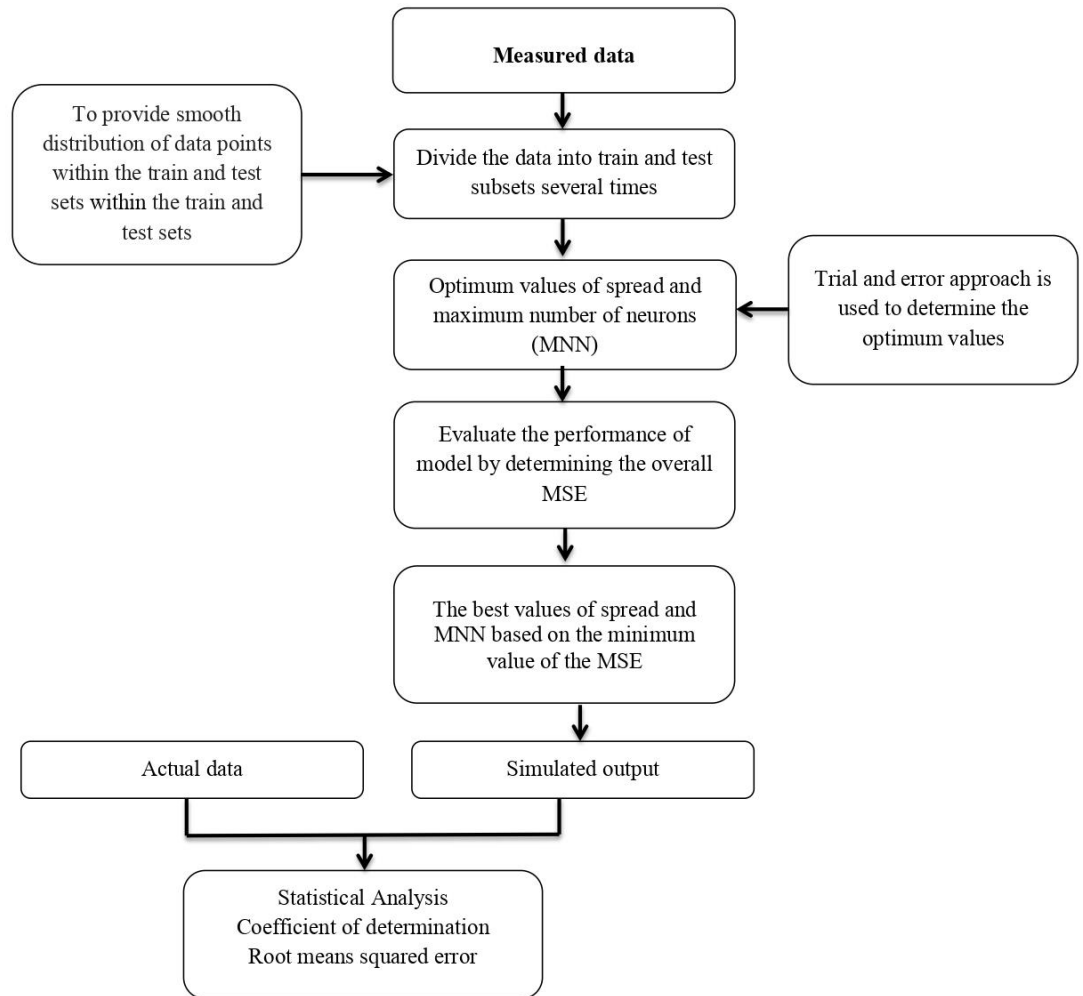 Measured data
To provide smooth
distribution of data points
within the train and test
sets within the train and
test sets
Divide the data into train and test
subsets several times
Optimum values of spread and
maximum number of neurons
(MNN)
Trial and error approach is
used to determine the
optimum values
Evaluate the performance of
model by determining the overall
MSE
The best values of spread and
MNN based on the minimum
value of the MSE
Actual data
Simulated output
Statistical Analysis
Coefficient of determination
Root means squared error